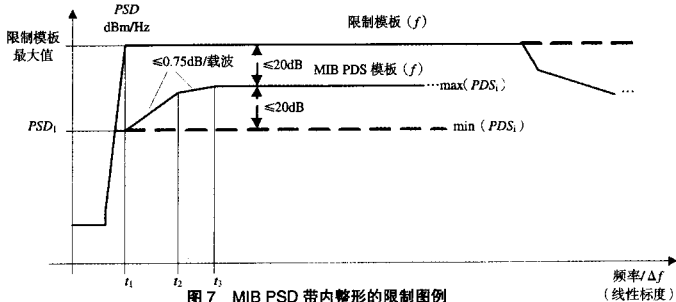 PSD
dBm/Hz
限制模板
最大值
限制模板（f）
≤0.75dB/载波
≤20dB
MIB PDS 模板（f）
···max(PDSi)
≤20dB
PSD1
min（PDSi）
...
t1
t2
t3
频率/Δf
（线性标度）
图 7 MIB PSD 带内整形的限制图例